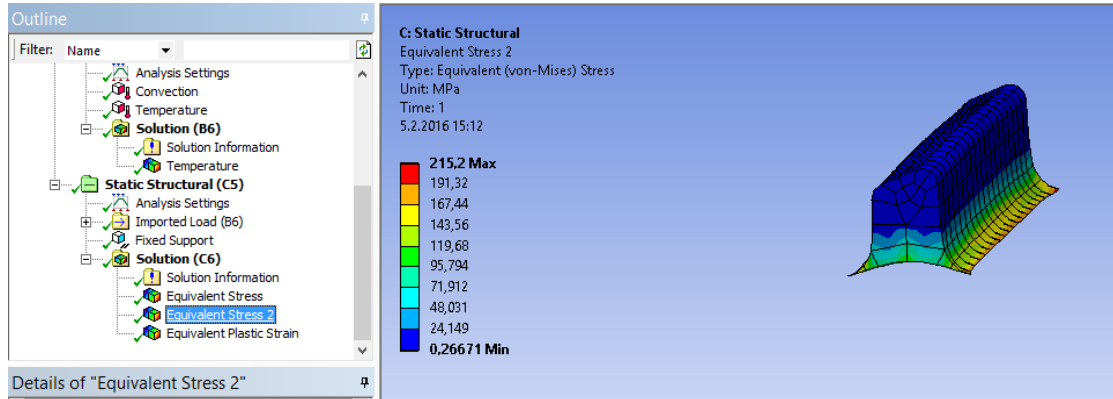 Outline
Filter: Name
Analysis Settings
Convection
Temperature
Solution (B6)
Solution Information
Temperature
Static Structural (C5)
Analysis Settings
Imported Load (B6)
Fixed Support
Solution (C6)
Solution Information
Equivalent Stress
Equivalent Stress 2
Equivalent Plastic Strain
Details of "Equivalent Stress 2"
C: Static Structural
Equivalent Stress 2
Type: Equivalent (von-Mises) Stress
Unit: MPa
Time: 1
5.2.2016 15:12
215,2 Max
191,32
167,44
143,56
119,68
95,794
71,912
48,031
24,149
0,26671 Min